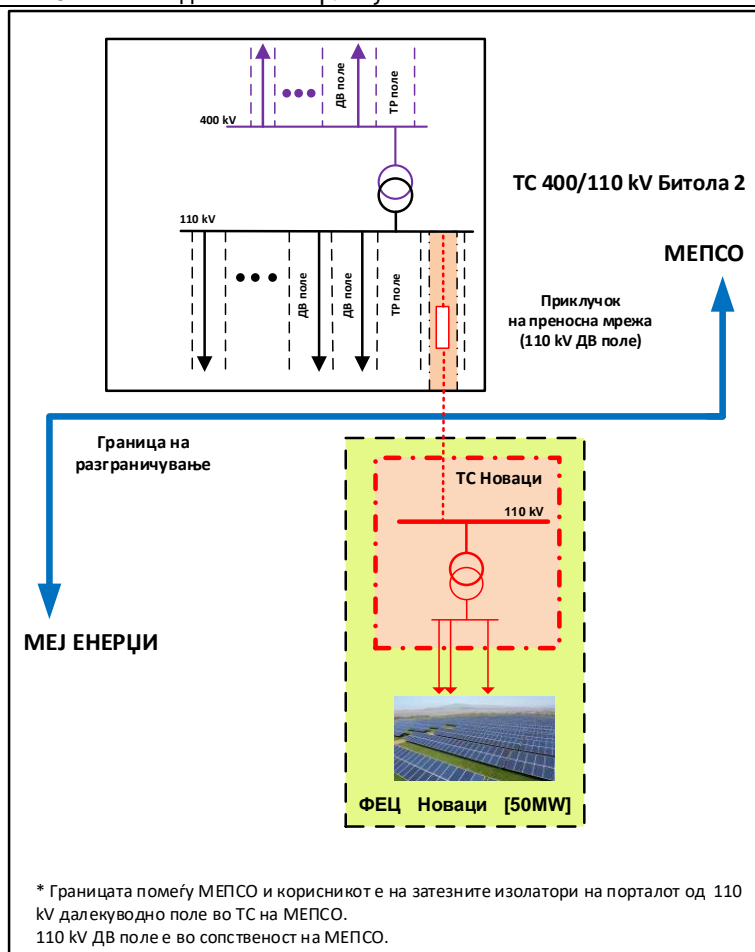 ДВ поле
ТР поле
400 kV
ТС 400/110 kV Битола 2
110 kV
ДВ поле
ДВ поле
ТР поле
МЕПСО
Приклучок
на преносна мрежа
(110 kV ДВ поле)
Граница на
разграничување
ТС Новаци
110 kV
МЕЈ ЕНЕРЏИ
ФЕЦ Новаци [50MW]
* Границата помеѓу МЕПСО и корисникот е на затезните изолатори на порталот од 110
kV далекуводно поле во ТС на МЕПСО.
110 kV ДВ поле е во сопственост на МЕПСО.